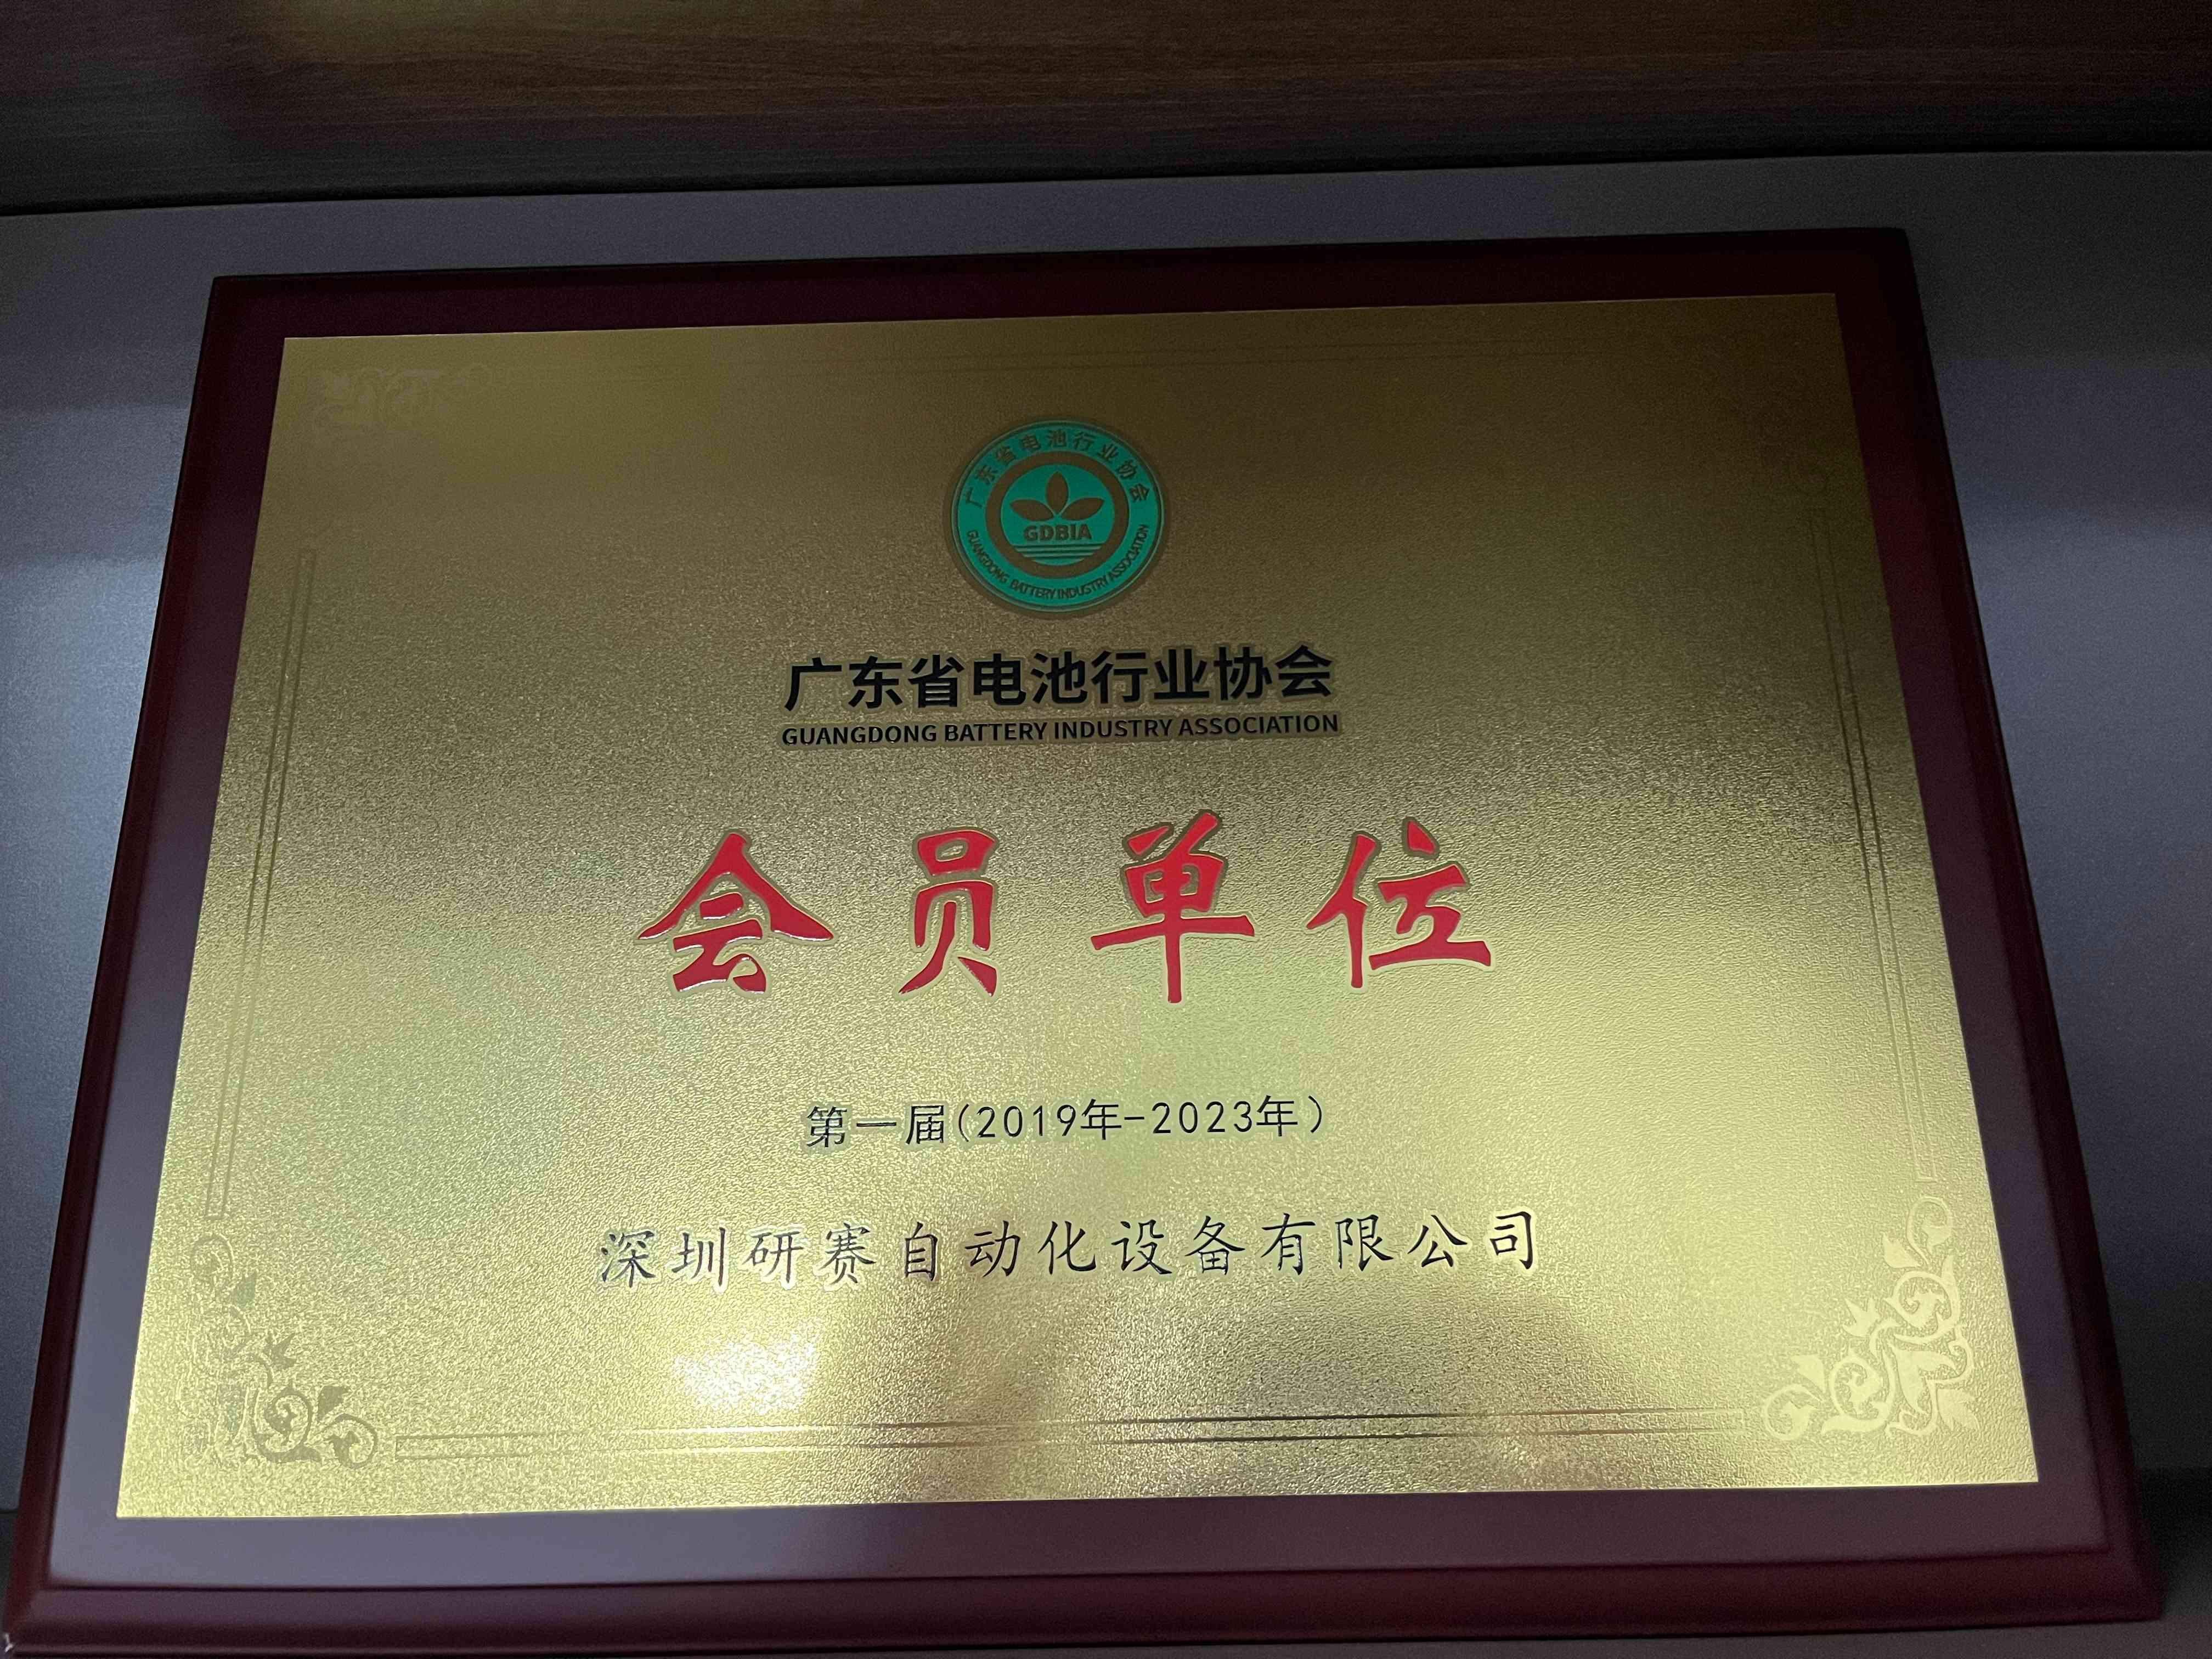 广东省电池行业协会
GDBIA
GUANGDONG BATTERY INDUSTRY ASSOCIATION
广东省电池行业协会
GUANGDONG BATTERY INDUSTRY ASSOCIATION
会员单位
第一届(2019年-2023年)
深圳研赛自动化设备有限公司